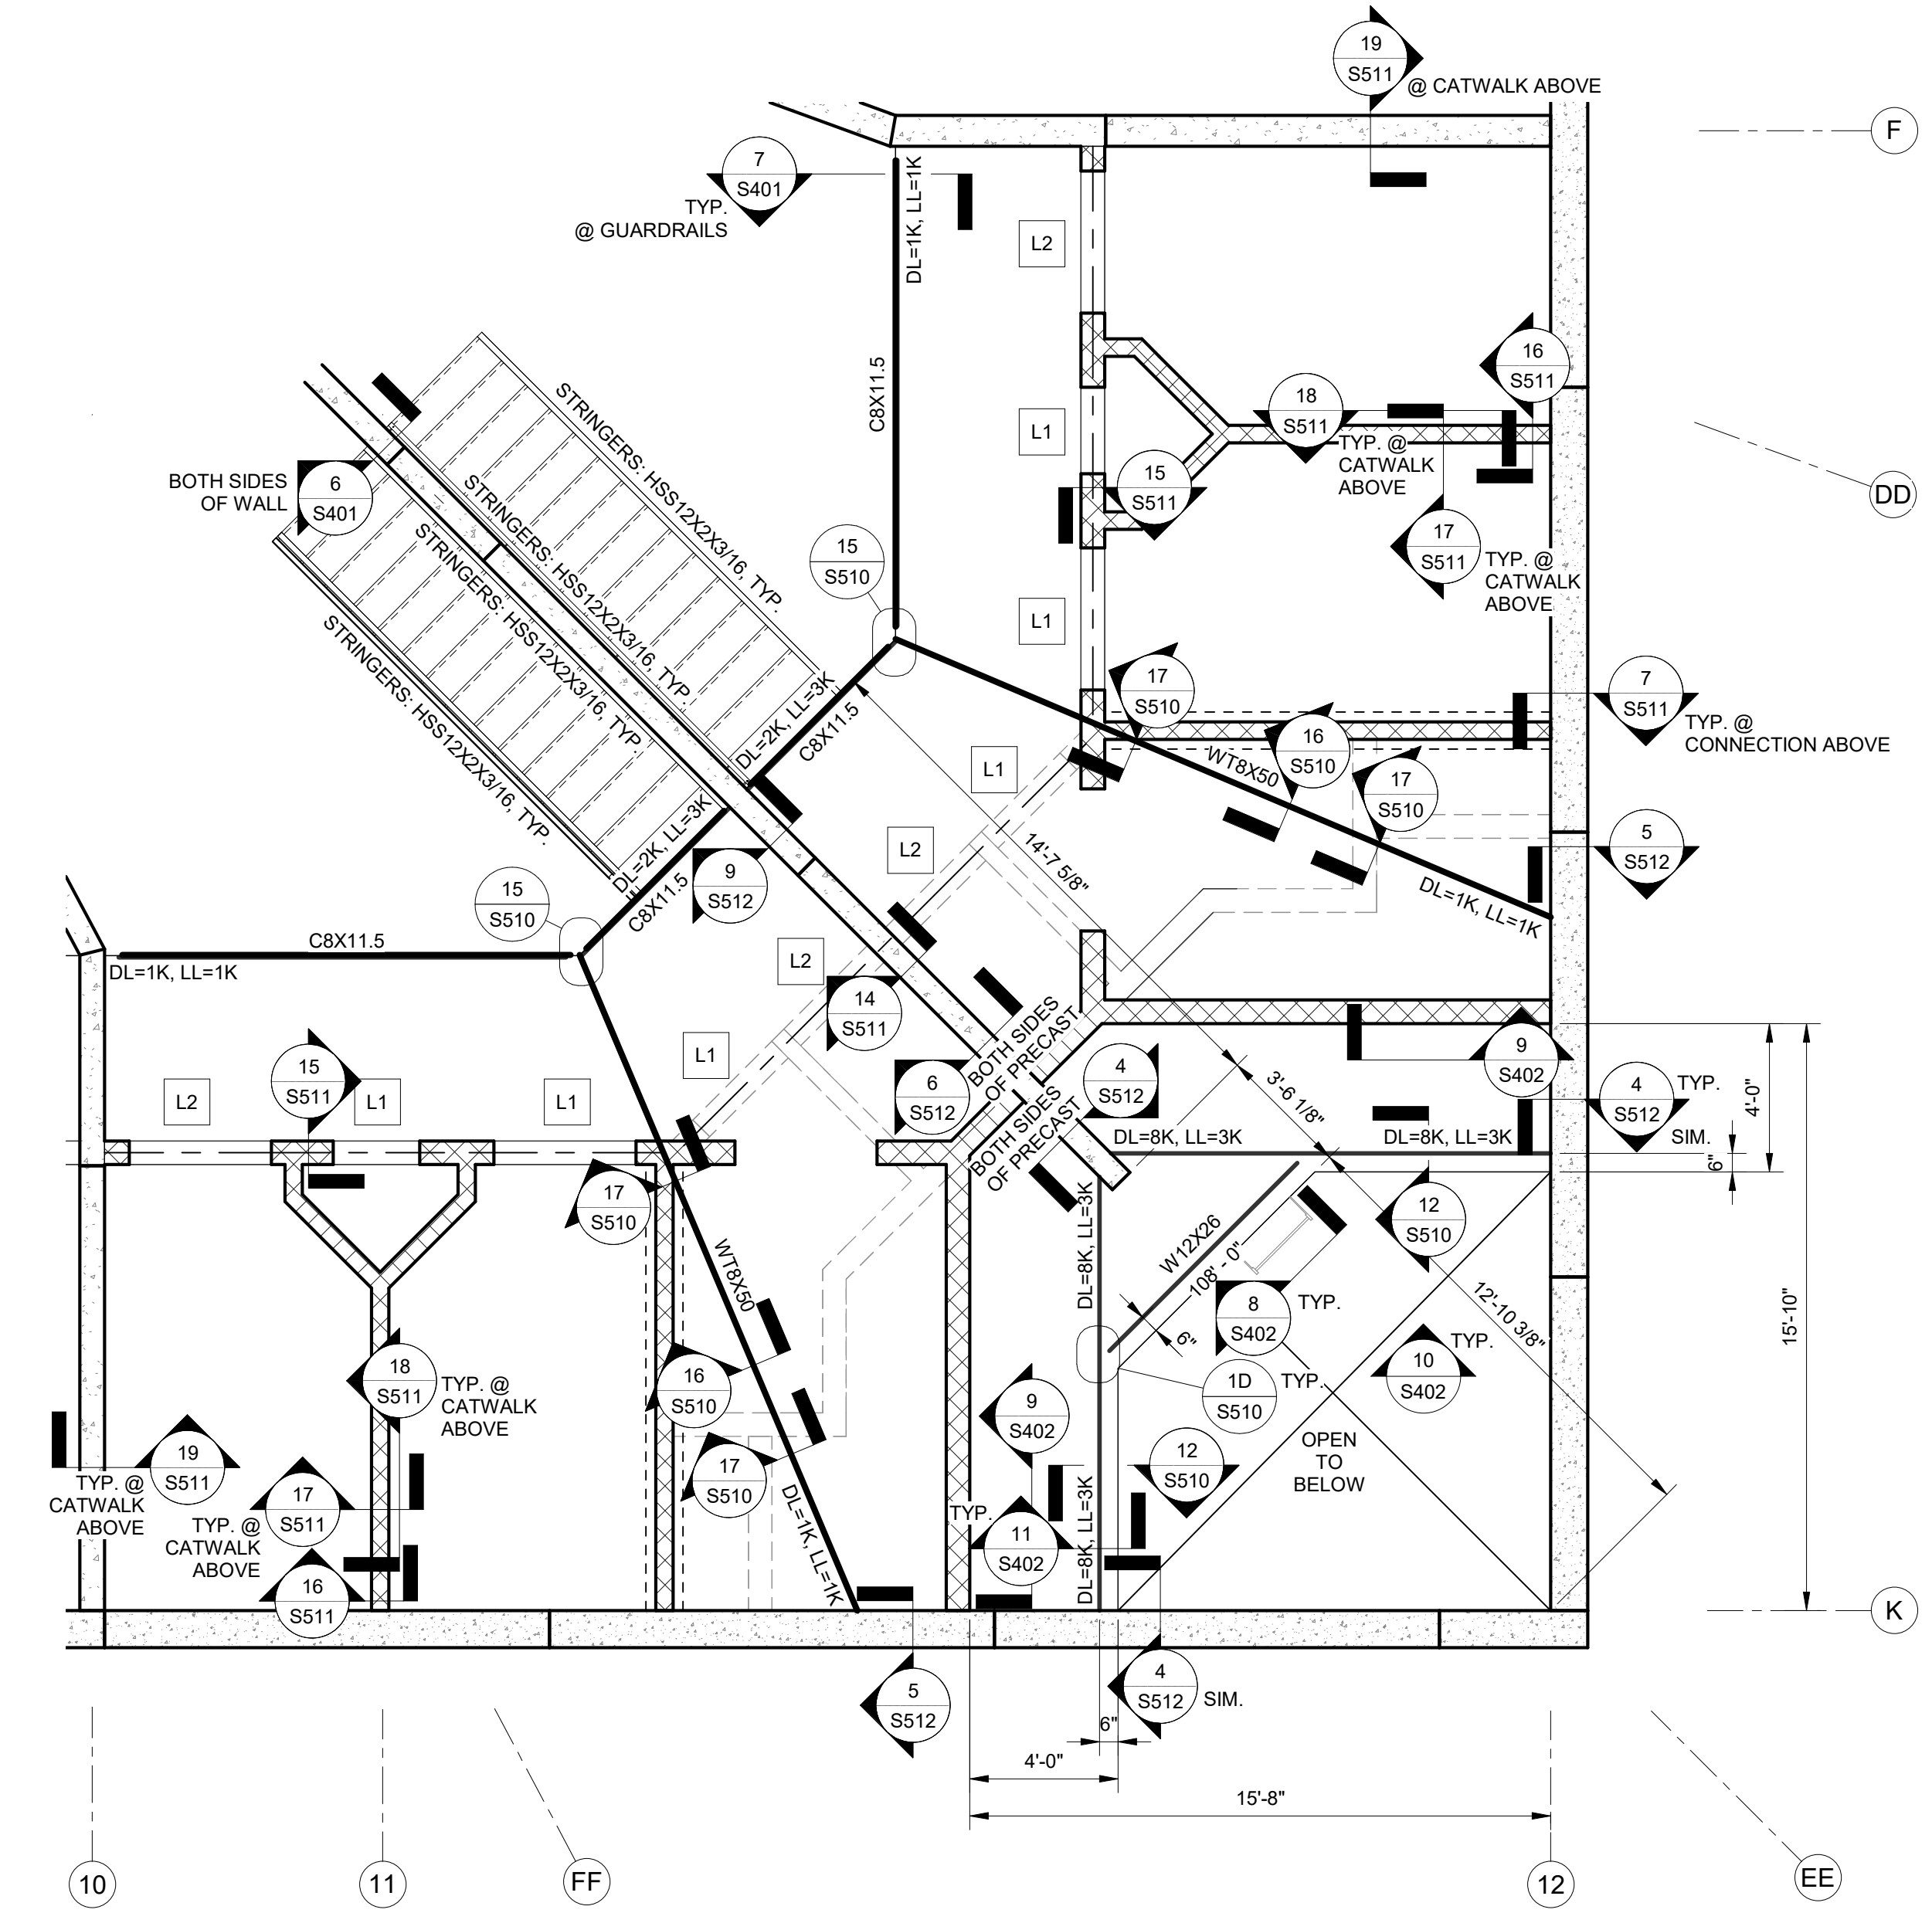 19
S511
@ CATWALK ABOVE
F
7
S401
TYP.
@ GUARDRAILS
DL=1K, LL=1K
L2
16
S511
C8X11.5
18
S511
TYP. @
CATWALK
ABOVE
L1
STRINGERS: HSS12X2X3/16, TYP.
STRINGERS: HSS12X2X3/16, TYP.
STRINGERS: HSS12X2X3/16, TYP.
STRINGERS: HSS12X2X3/16, TYP.
BOTH SIDES
OF WALL
6
S401
15
S511
DD
17
S511
TYP. @
CATWALK
ABOVE
15
S510
L1
17
S510
7
S511
TYP. @
CONNECTION ABOVE
DL=2K, LL=3K
C8X11.5
16
S510
WT8X50
L1
17
S510
DL=2K, LL=3K
C8X11.5
L2
14'-7 5/8"
5
S512
9
S512
15
S510
DL=1K, LL=1K
C8X11.5
DL=1K, LL=1K
L2
14
S511
BOTH SIDES
OF PRECAST
9
S402
15
S511
L2
L1
L1
L1
6
S512
4
S512
3'-6 1/8"
4
S512
TYP.
SIM.
4'-0"
BOTH SIDES
OF PRECAST
DL=8K, LL=3K
DL=8K, LL=3K
6"
17
S510
DL=8K, LL=3K
W12X26
108' - 0"
12
S510
WT8X50
8
S402
TYP.
6"
12'-10 3/8"
15'-10"
18
S511
TYP. @
CATWALK
ABOVE
16
S510
1D
S510
TYP.
10
S402
TYP.
9
S402
19
S511
TYP. @
CATWALK
ABOVE
17
S511
TYP. @
CATWALK
ABOVE
17
S510
DL=1K, LL=1K
12
S510
OPEN
TO
BELOW
TYP.
11
S402
DL=8K, LL=3K
16
S511
K
5
S512
4
S512
SIM.
6"
4'-0"
15'-8"
10
11
FF
12
EE